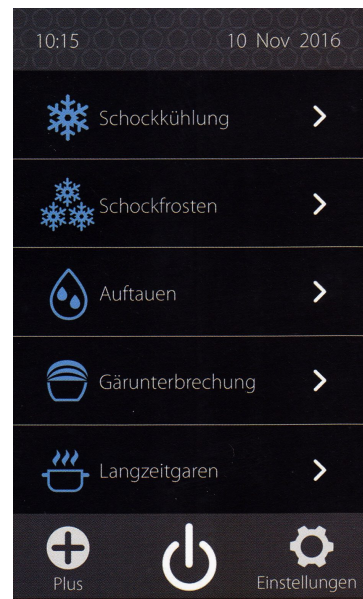 10:15 10 Nov 2016
Schockkühlung
Schockfrosten
Auftauen
Gärunterbrechung
Langzeitgaren
Plus Einstellungen